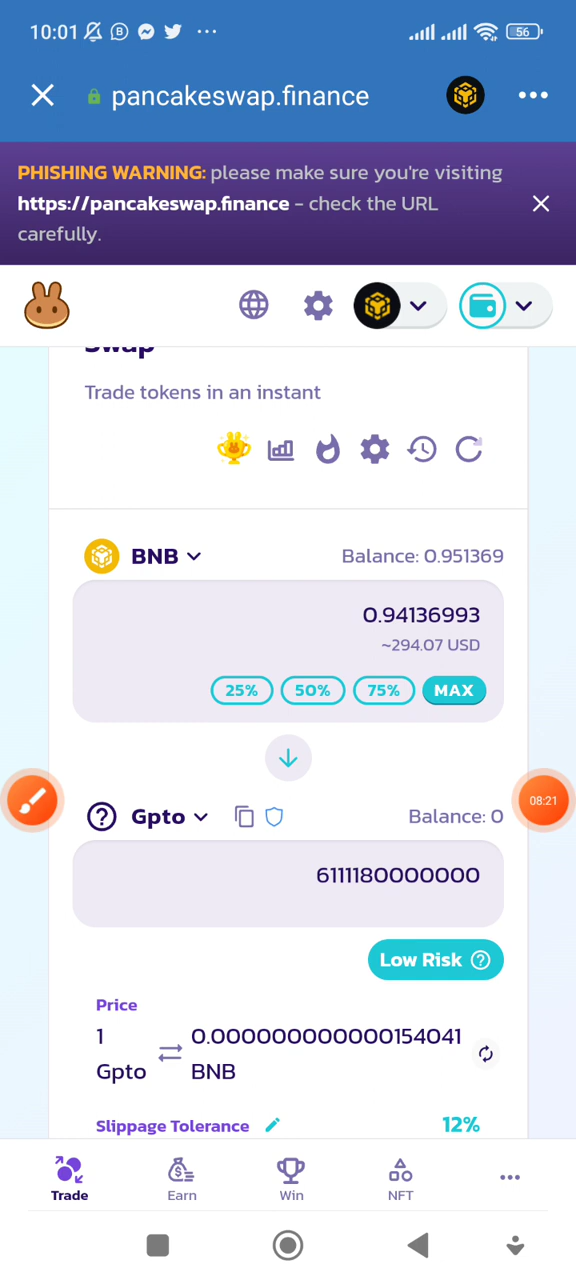 10:01
56
pancakeswap.finance
PHISHING WARNING: please make sure you're visiting
https://pancakeswap.finance - check the URL
carefully.
Swap
Trade tokens in an instant
BNB Balance: 0.951369
0.94136993
~294.07 USD
25% 50% 75% MAX
Gpto Balance: 0
08:21
6111180000000
Low Risk
Price
1 Gpto
0.000000000000154041 BNB
Slippage Tolerance 12%
Trade Earn Win NFT